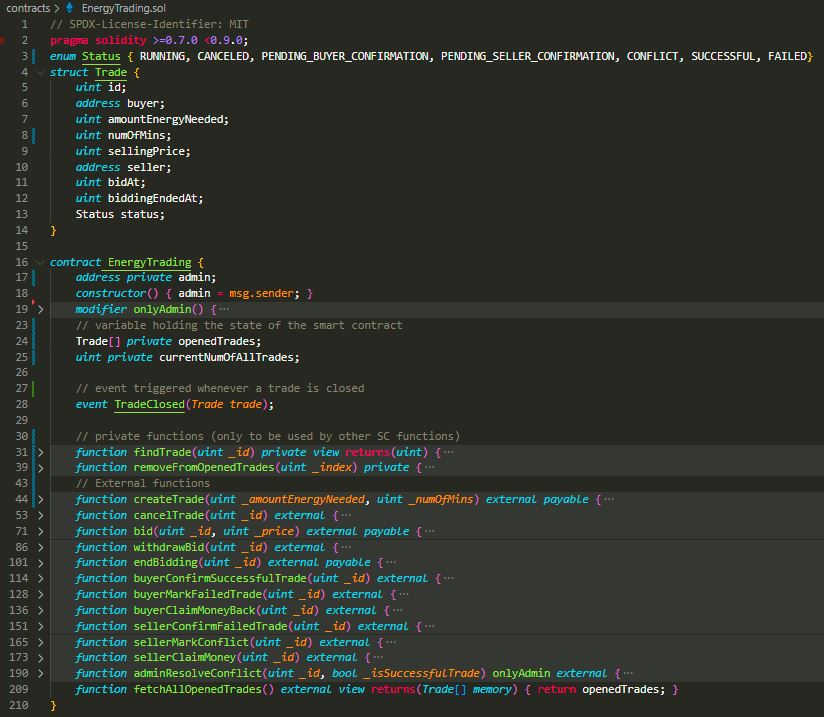 contracts > EnergyTrading.sol
1 // SPDX-License-Identifier: MIT
2 pragma solidity >=0.7.0 <0.9.0;
3 enum Status { RUNNING, CANCELED, PENDING_BUYER_CONFIRMATION, PENDING_SELLER_CONFIRMATION, CONFLICT, SUCCESSFUL, FAILED}
4 struct Trade {
5 uint id;
6 address buyer;
7 uint amountEnergyNeeded;
8 uint numOfMins;
9 uint sellingPrice;
10 address seller;
11 uint bidAt;
12 uint biddingEndedAt;
13 Status status;
14 }
15
16 contract EnergyTrading {
17 address private admin;
18 constructor() { admin = msg.sender; }
19 modifier onlyAdmin() { ···
23 // variable holding the state of the smart contract
24 Trade[] private openedTrades;
25 uint private currentNumOfAllTrades;
26
27 // event triggered whenever a trade is closed
28 event TradeClosed(Trade trade);
29
30 // private functions (only to be used by other SC functions)
31 function findTrade(uint _id) private view returns(uint) { ···
39 function removeFromOpenedTrades(uint _index) private { ···
43 // External functions
44 function createTrade(uint _amountEnergyNeeded, uint _numOfMins) external payable { ···
53 function cancelTrade(uint _id) external { ···
71 function bid(uint _id, uint _price) external payable { ···
86 function withdrawBid(uint _id) external { ···
101 function endBidding(uint _id) external payable { ···
114 function buyerConfirmSuccessfulTrade(uint _id) external { ···
128 function buyerMarkFailedTrade(uint _id) external { ···
136 function buyerClaimMoneyBack(uint _id) external { ···
151 function sellerConfirmFailedTrade(uint _id) external { ···
165 function sellerMarkConflict(uint _id) external { ···
173 function sellerClaimMoney(uint _id) external { ···
190 function adminResolveConflict(uint _id, bool _isSuccessfulTrade) onlyAdmin external { ···
209 function fetchAllOpenedTrades() external view returns(Trade[] memory) { return openedTrades; }
210 }